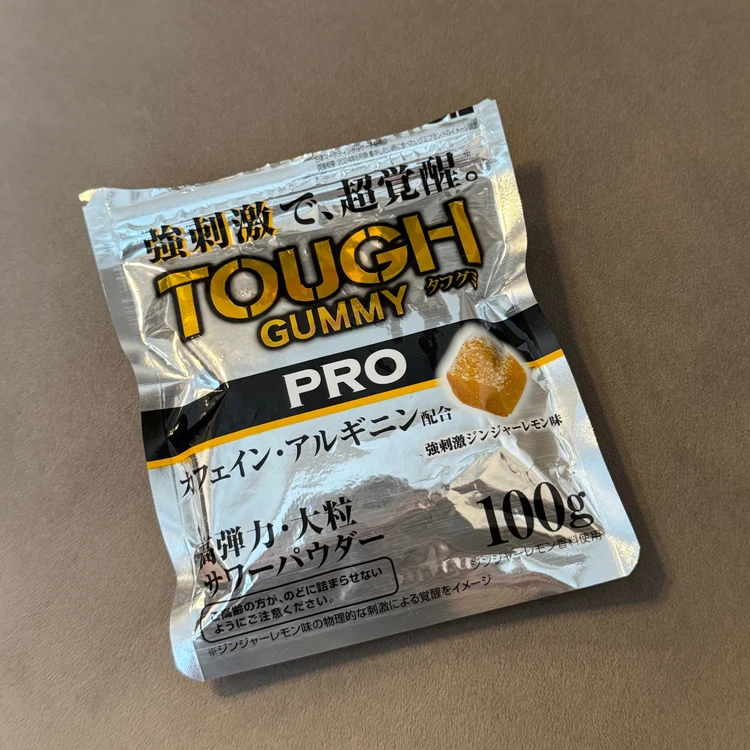 強刺激で、超覚醒。※
TOUGH
GUMMY タフグミ
PRO
カフェイン・アルギニン配合
強刺激ジンジャーレモン味
高弾力・大粒
サワーパウダー
100g
ジンジャーレモン香料使用
ご高齢の方が、のどに詰まらせない
ようにご注意ください。
※ジンジャーレモン味の物理的な刺激による覚醒をイメージ